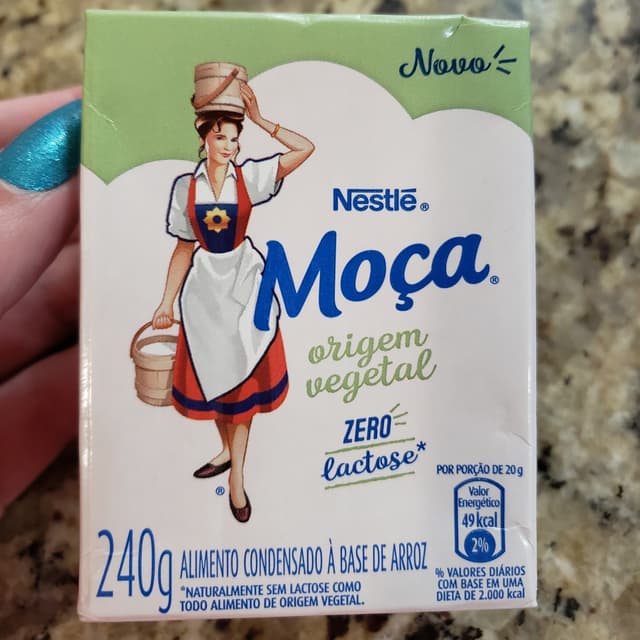 Novo
Nestlé®
Moça®
origem
vegetal
ZERO
lactose*
POR PORÇÃO DE 20 g
Valor
Energético
49 kcal
2%
% VALORES DIÁRIOS
COM BASE EM UMA
DIETA DE 2.000 kcal
®
240g ALIMENTO CONDENSADO À BASE DE ARROZ
*NATURALMENTE SEM LACTOSE COMO
TODO ALIMENTO DE ORIGEM VEGETAL.